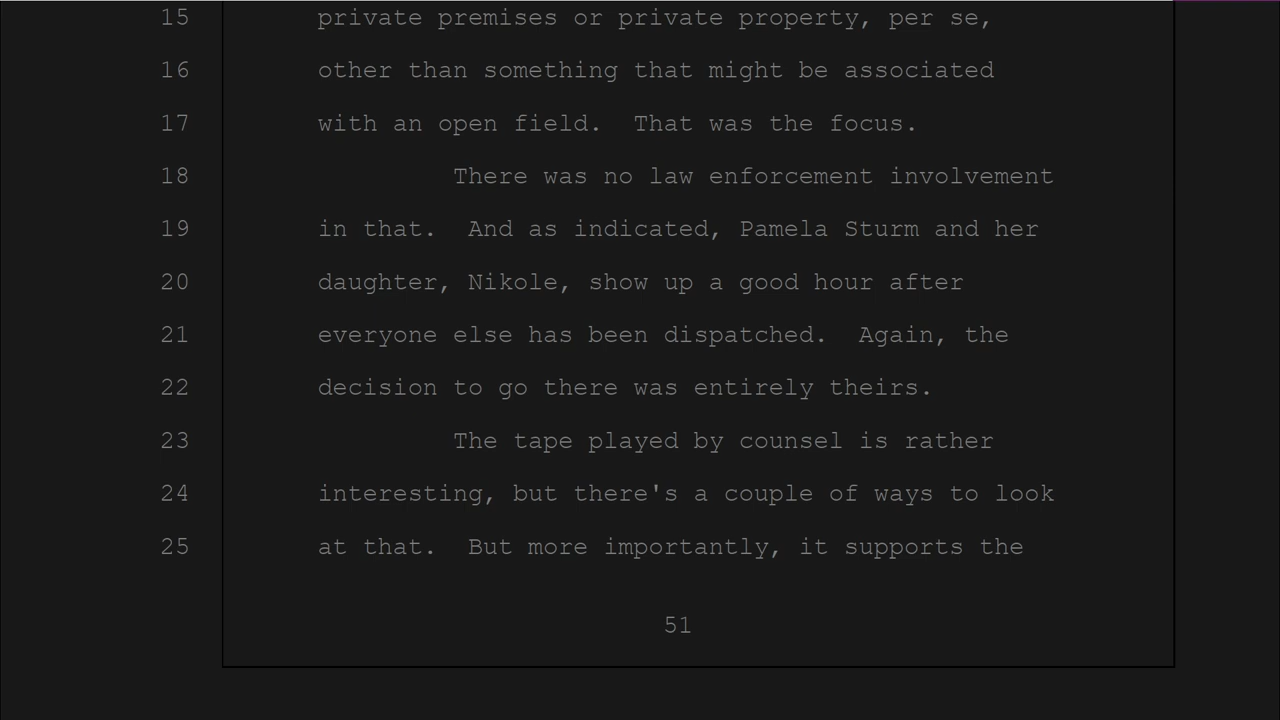 15 private premises or private property, per se,
16 other than something that might be associated
17 with an open field.  That was the focus.
18 There was no law enforcement involvement
19 in that.  And as indicated, Pamela Sturm and her
20 daughter, Nikole, show up a good hour after
21 everyone else has been dispatched.  Again, the
22 decision to go there was entirely theirs.
23 The tape played by counsel is rather
24 interesting, but there's a couple of ways to look
25 at that.  But more importantly, it supports the
51